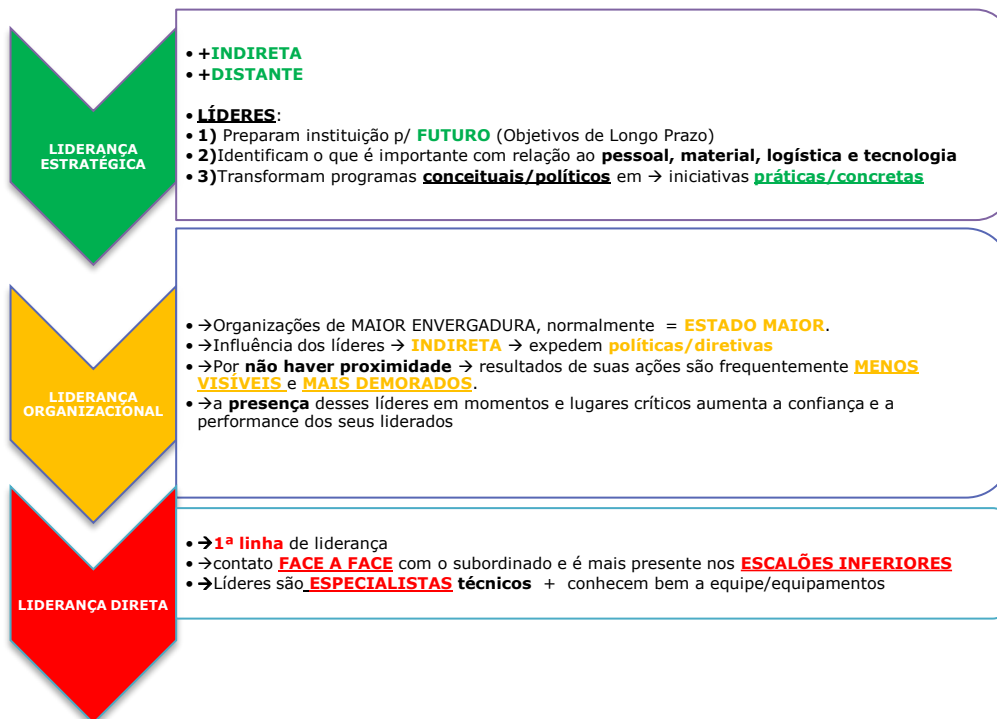 LIDERANÇA
ESTRATÉGICA
• +INDIRETA
• +DISTANTE
• LÍDERES:
• 1) Preparam instituição p/ FUTURO (Objetivos de Longo Prazo)
• 2)Identificam o que é importante com relação ao pessoal, material, logística e tecnologia
• 3)Transformam programas conceituais/políticos em → iniciativas práticas/concretas
LIDERANÇA
ORGANIZACIONAL
• →Organizações de MAIOR ENVERGADURA, normalmente = ESTADO MAIOR.
• →Influência dos líderes → INDIRETA → expedem políticas/diretivas
• →Por não haver proximidade → resultados de suas ações são frequentemente MENOS
VISÍVEIS e MAIS DEMORADOS.
• →a presença desses líderes em momentos e lugares críticos aumenta a confiança e a
performance dos seus liderados
LIDERANÇA DIRETA
• →1ª linha de liderança
• →contato FACE A FACE com o subordinado e é mais presente nos ESCALÕES INFERIORES
• →Líderes são ESPECIALISTAS técnicos + conhecem bem a equipe/equipamentos